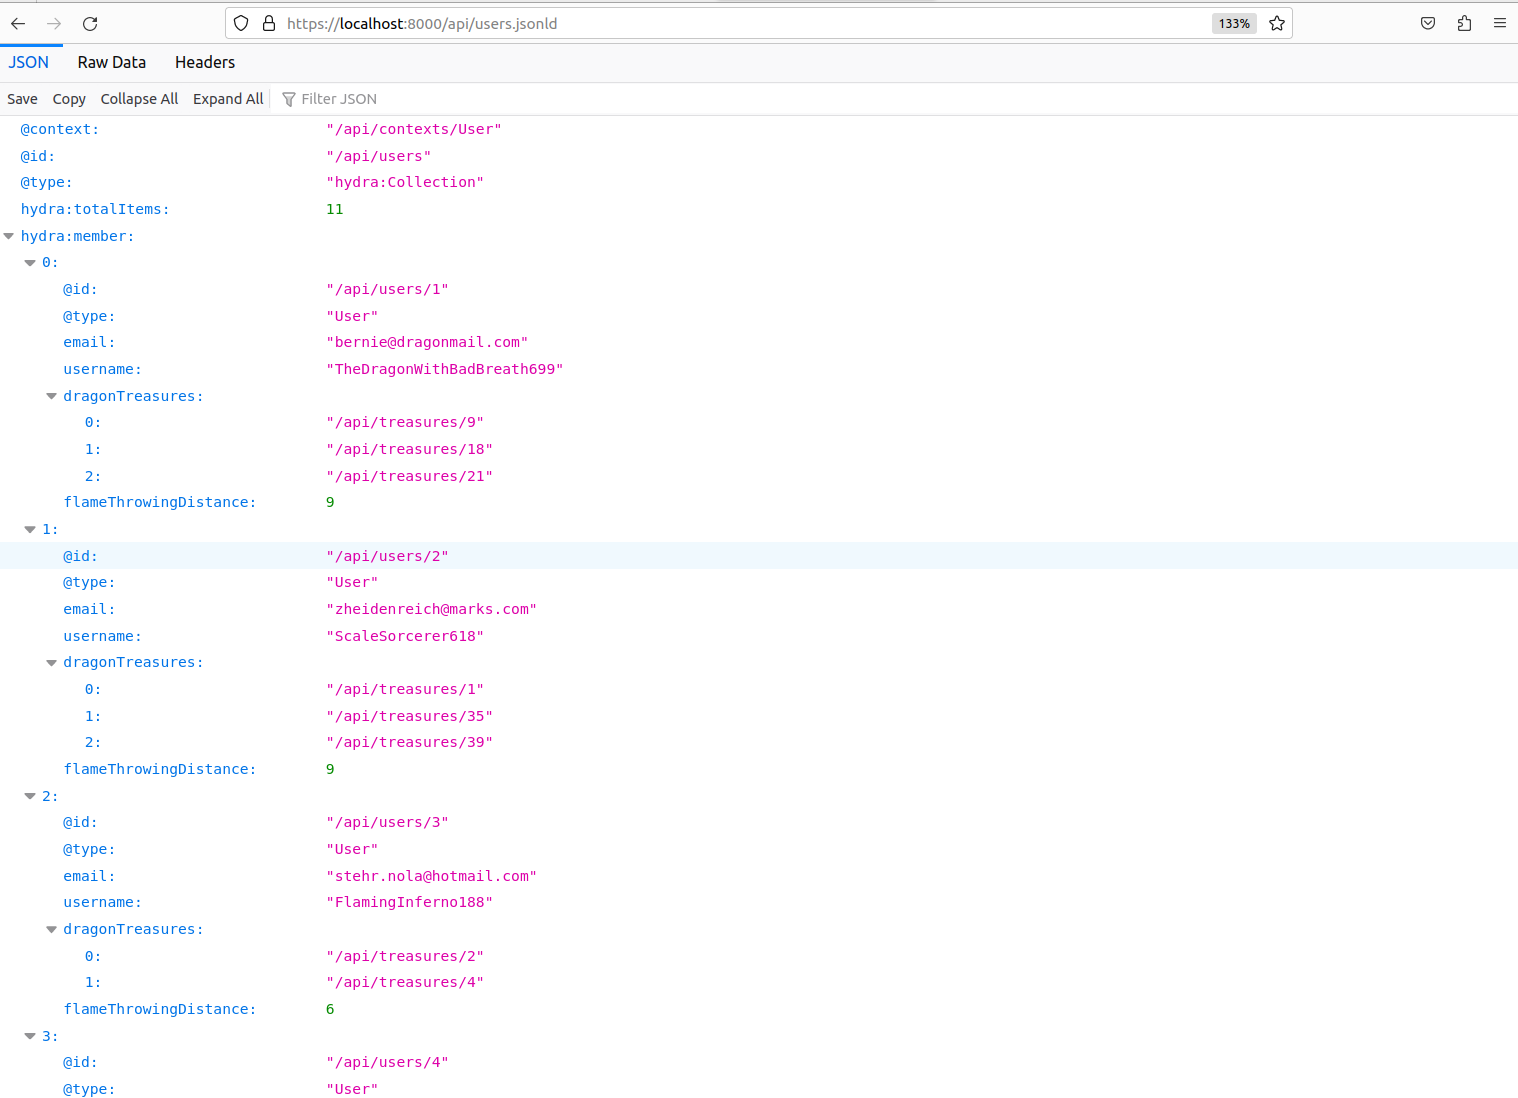 https://localhost:8000/api/users.jsonld 133%
JSON Raw Data Headers
Save Copy Collapse All Expand All Filter JSON
@context: "/api/contexts/User"
@id: "/api/users"
@type: "hydra:Collection"
hydra:totalItems: 11
hydra:member:
0:
@id: "/api/users/1"
@type: "User"
email: "bernie@dragonmail.com"
username: "TheDragonWithBadBreath699"
dragonTreasures:
0: "/api/treasures/9"
1: "/api/treasures/18"
2: "/api/treasures/21"
flameThrowingDistance: 9
1:
@id: "/api/users/2"
@type: "User"
email: "zheidenreich@marks.com"
username: "ScaleSorcerer618"
dragonTreasures:
0: "/api/treasures/1"
1: "/api/treasures/35"
2: "/api/treasures/39"
flameThrowingDistance: 9
2:
@id: "/api/users/3"
@type: "User"
email: "stehr.nola@hotmail.com"
username: "FlamingInferno188"
dragonTreasures:
0: "/api/treasures/2"
1: "/api/treasures/4"
flameThrowingDistance: 6
3:
@id: "/api/users/4"
@type: "User"